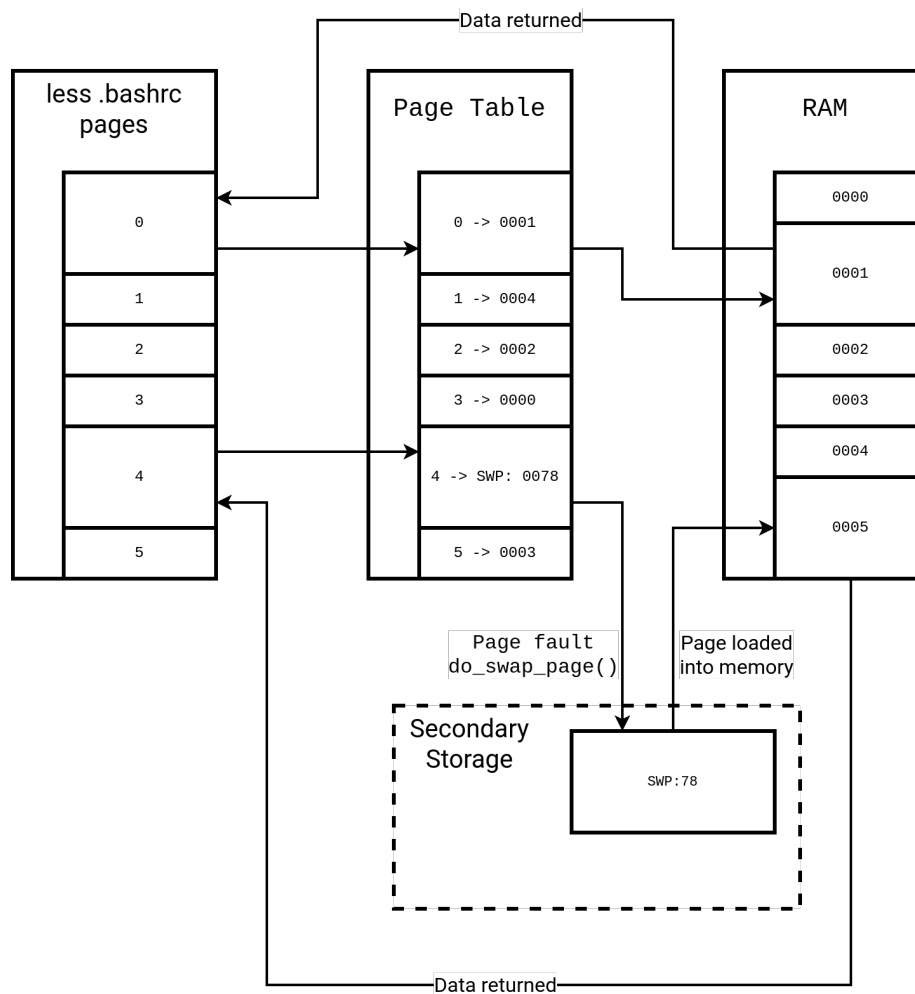 Data returned
less .bashrc
pages
0
1
2
3
4
5
Page Table
0 -> 0001
1 -> 0004
2 -> 0002
3 -> 0000
4 -> SWP: 0078
5 -> 0003
RAM
0000
0001
0002
0003
0004
0005
Page fault
do_swap_page()
Page loaded
into memory
Secondary
Storage
SWP:78
Data returned